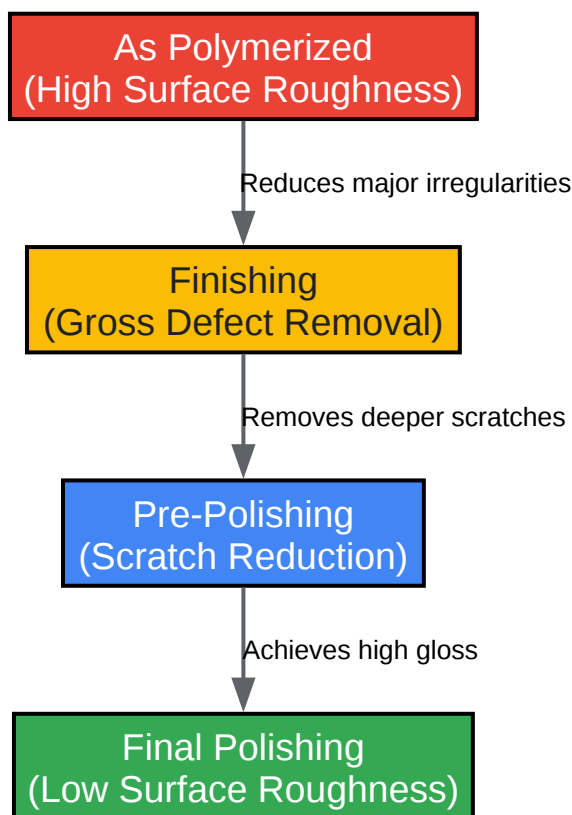 As Polymerized
(High Surface Roughness)
Reduces major irregularities
Finishing
(Gross Defect Removal)
Removes deeper scratches
Pre-Polishing
(Scratch Reduction)
Achieves high gloss
Final Polishing
(Low Surface Roughness)